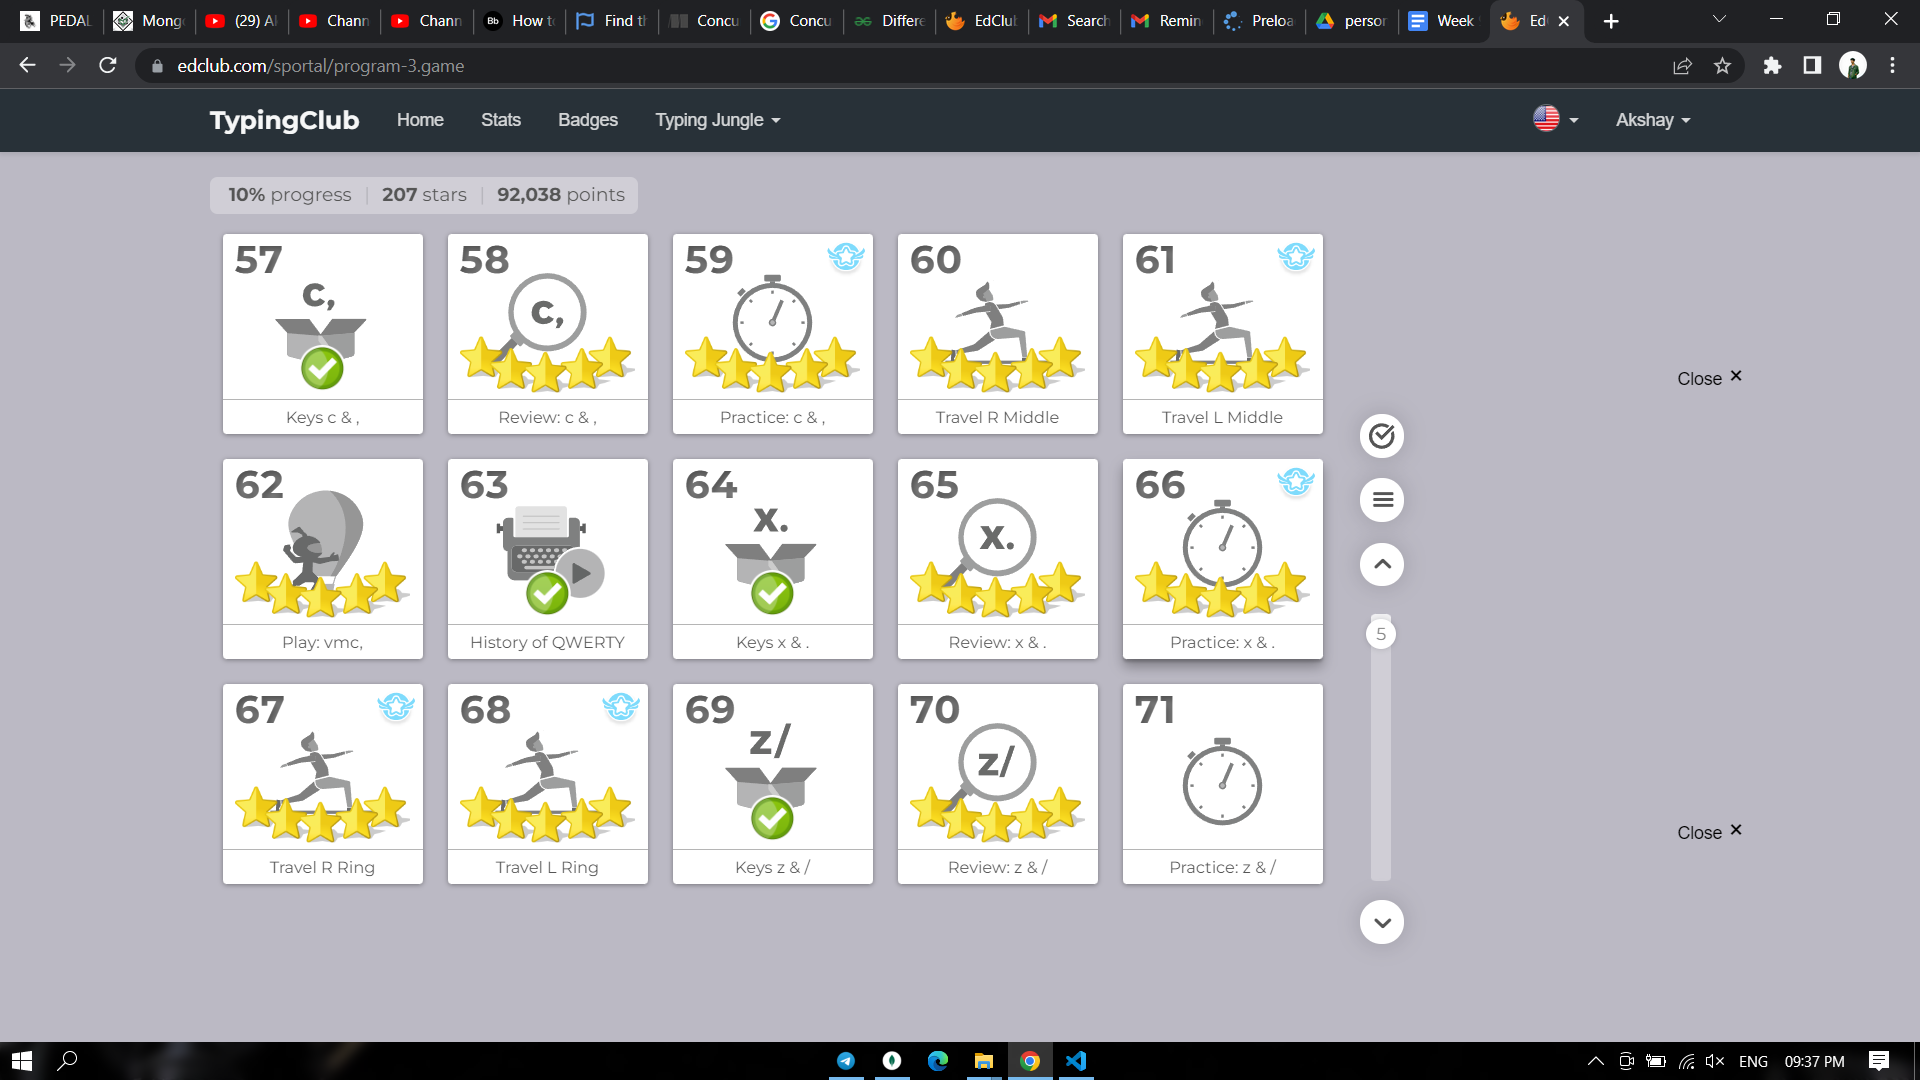 PEDAL
Mongo
(29) Al
Chann
Chann
Bb How to
Find th
Concu
Concu
Differe
EdClub
Search
Remin
Preloa
person
Week
Ed
edclub.com/sportal/program-3.game
TypingClub Home Stats Badges Typing Jungle Akshay
10% progress | 207 stars | 92,038 points
57 58 59 60 61
c, c,
Keys c & , Review: c & , Practice: c & , Travel R Middle Travel L Middle
Close
62 63 64 65 66
x. x.
Play: vmc, History of QWERTY Keys x & . Review: x & . Practice: x & .
5
67 68 69 70 71
z/ z/
Travel R Ring Travel L Ring Keys z & / Review: z & / Practice: z & /
Close
ENG 09:37 PM